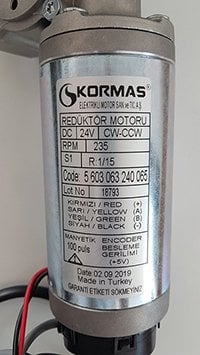 KORMAS
ELEKTRİKLİ MOTOR SAN ve TİC. A.Ş.
REDÜKTÖR MOTORU
DC 24V CW-CCW
RPM 235
S1 R:1/15
Code: 5 603 063 240 065
Lot No 18793
KIRMIZI / RED (+)
SARI / YELLOW (A)
YEŞİL / GREEN (B)
SİYAH / BLACK (-)
MANYETİK ENCODER
100 puls BESLEME
GERİLİMİ
(+5V)
Date 02.09.2019
Made in Turkey
GARANTİ ETİKETİ SÖKMEYİNİZ